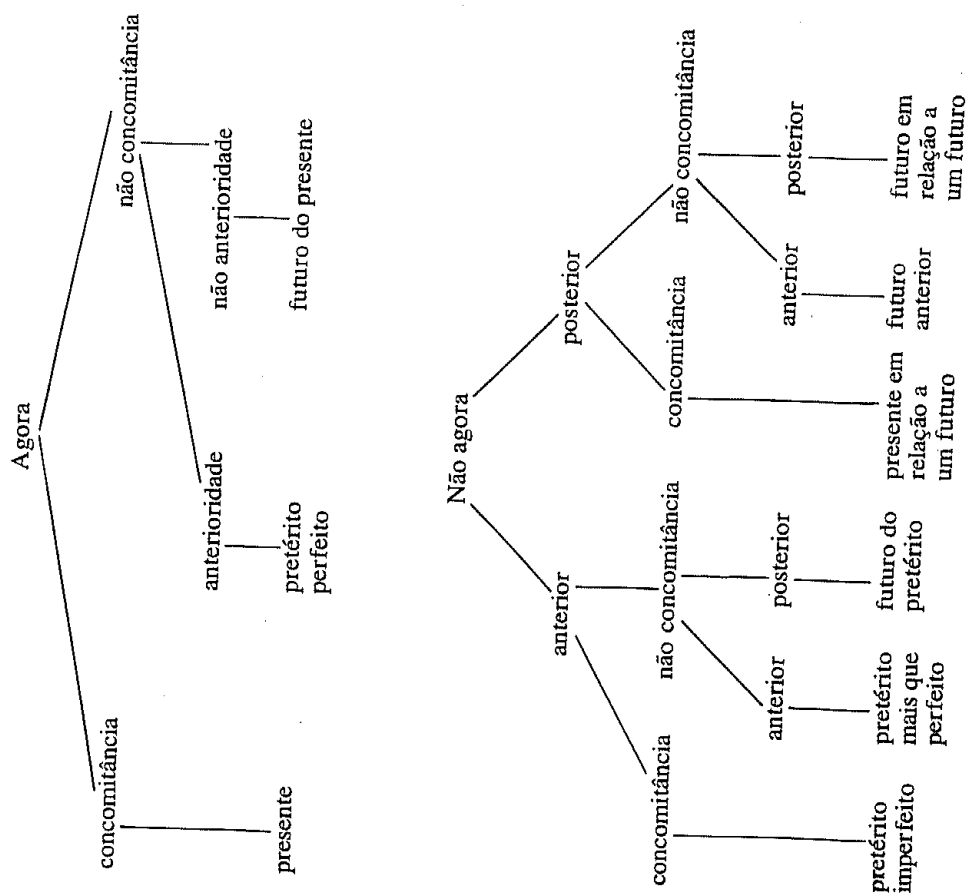 Agora
concomitância
não concomitância
anterioridade
não anterioridade
presente
pretérito
perfeito
futuro do presente
Não agora
anterior
posterior
concomitância
não concomitância
concomitância
não concomitância
anterior
posterior
anterior
posterior
pretérito
imperfeito
pretérito
mais que
perfeito
futuro do
pretérito
presente em
relação a
um futuro
futuro
anterior
futuro em
relação a
um futuro